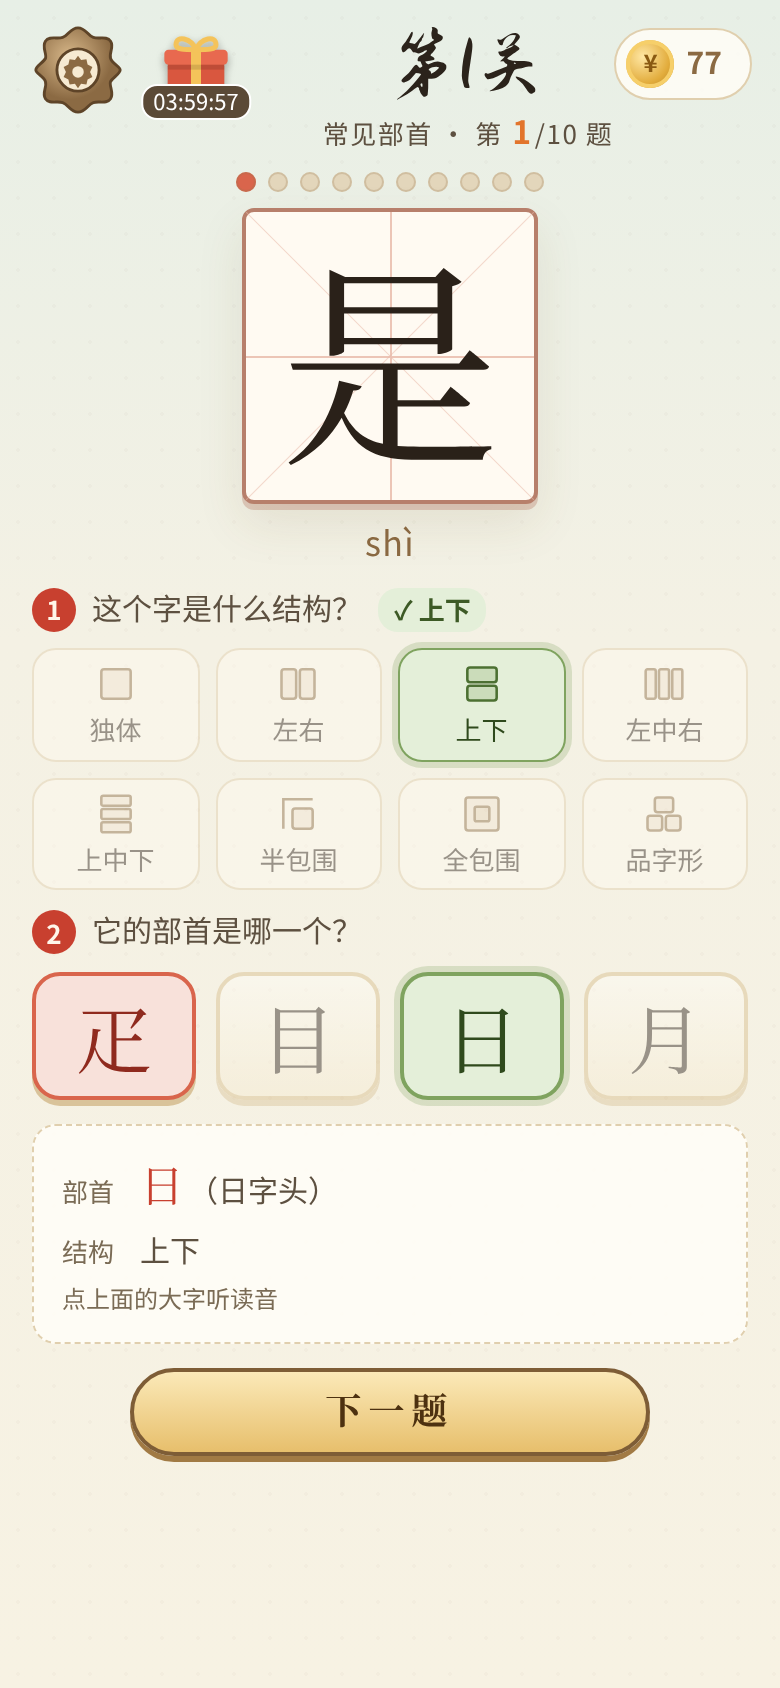 03:59:57
第1关
¥ 77
常见部首 · 第 1/10 题
是
shì
1 这个字是什么结构? ✓上下
独体 左右 上下 左中右
上中下 半包围 全包围 品字形
2 它的部首是哪一个?
疋 目 日 月
部首 日 （日字头）
结构 上下
点上面的大字听读音
下一题